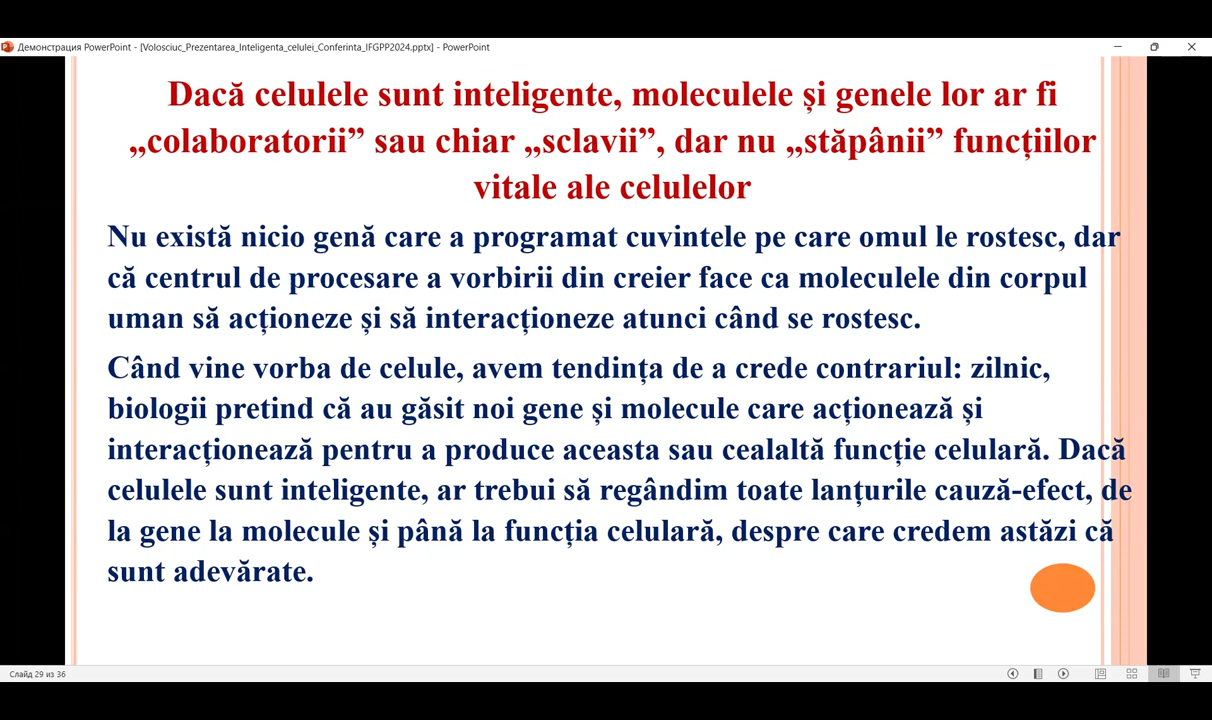 Демонстрация PowerPoint - [Volosciuc_Prezentarea_Inteligenta_celulei_Conferinta_IFGPP2024.pptx] - PowerPoint
Dacă celulele sunt inteligente, moleculele și genele lor ar fi
„colaboratorii” sau chiar „sclavii”, dar nu „stăpânii” funcțiilor
vitale ale celulelor
Nu există nicio genă care a programat cuvintele pe care omul le rostesc, dar
că centrul de procesare a vorbirii din creier face ca moleculele din corpul
uman să acționeze și să interacționeze atunci când se rostesc.
Când vine vorba de celule, avem tendința de a crede contrariul: zilnic,
biologii pretind că au găsit noi gene și molecule care acționează și
interacționează pentru a produce aceasta sau cealaltă funcție celulară. Dacă
celulele sunt inteligente, ar trebui să regândim toate lanțurile cauză-efect, de
la gene la molecule și până la funcția celulară, despre care credem astăzi că
sunt adevărate.
Слайд 29 из 36